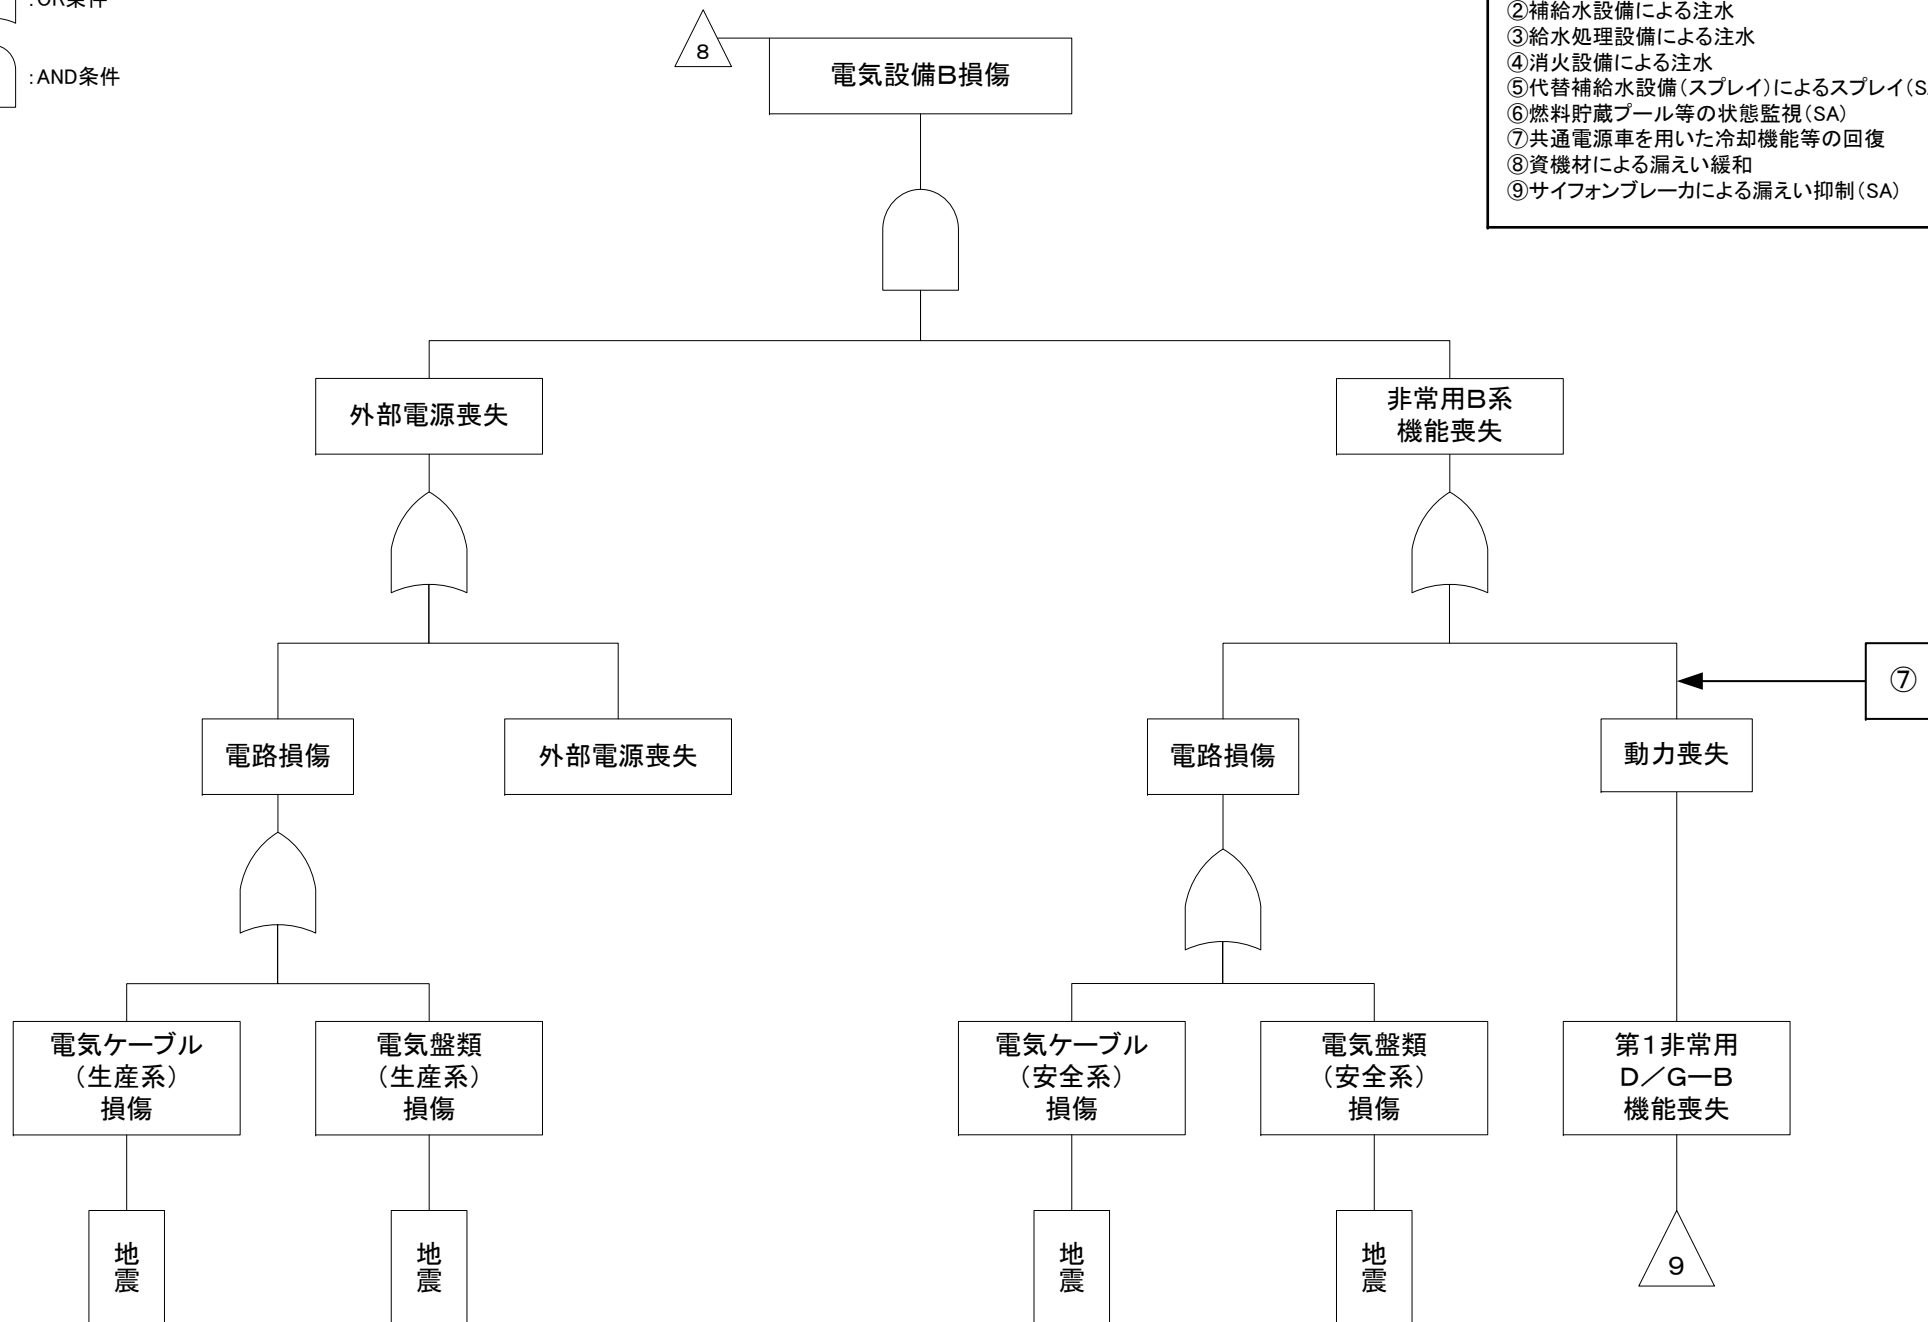 :OR条件
:AND条件
②補給水設備による注水
③給水処理設備による注水
④消火設備による注水
⑤代替補給水設備(スプレイ)によるスプレイ(S
⑥燃料貯蔵プール等の状態監視(SA)
⑦共通電源車を用いた冷却機能等の回復
⑧資機材による漏えい緩和
⑨サイフォンブレーカによる漏えい抑制(SA)
8
電気設備B損傷
外部電源喪失
非常用B系
機能喪失
⑦
電路損傷
外部電源喪失
電路損傷
動力喪失
電気ケーブル
(生産系)
損傷
電気盤類
(生産系)
損傷
電気ケーブル
(安全系)
損傷
電気盤類
(安全系)
損傷
第1非常用
D/G-B
機能喪失
地震
地震
地震
地震
9